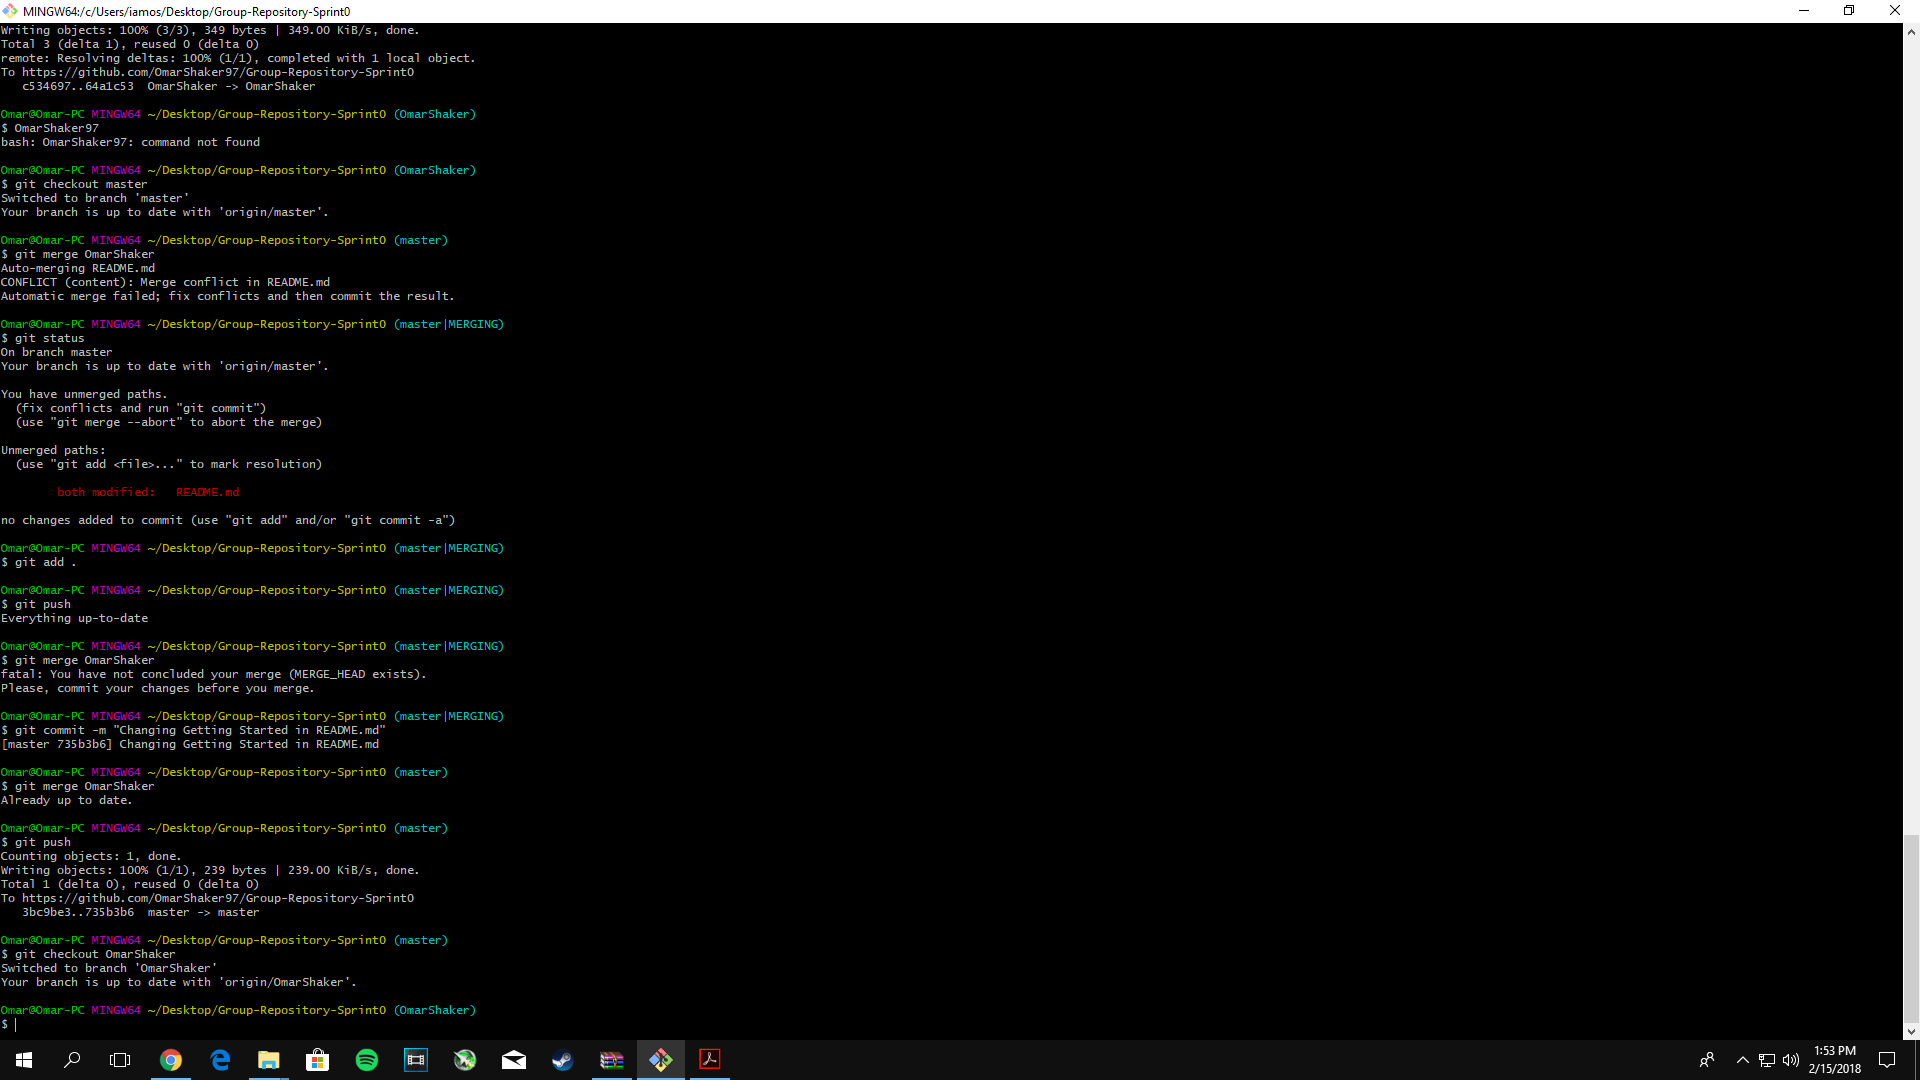 MINGW64:/c/Users/iamos/Desktop/Group-Repository-Sprint0
Writing objects: 100% (3/3), 349 bytes | 349.00 KiB/s, done.
Total 3 (delta 1), reused 0 (delta 0)
remote: Resolving deltas: 100% (1/1), completed with 1 local object.
To https://github.com/OmarShaker97/Group-Repository-Sprint0
   c534697..64a1c53  OmarShaker -> OmarShaker
Omar@Omar-PC MINGW64 ~/Desktop/Group-Repository-Sprint0 (OmarShaker)
$ OmarShaker97
bash: OmarShaker97: command not found
Omar@Omar-PC MINGW64 ~/Desktop/Group-Repository-Sprint0 (OmarShaker)
$ git checkout master
Switched to branch 'master'
Your branch is up to date with 'origin/master'.
Omar@Omar-PC MINGW64 ~/Desktop/Group-Repository-Sprint0 (master)
$ git merge OmarShaker
Auto-merging README.md
CONFLICT (content): Merge conflict in README.md
Automatic merge failed; fix conflicts and then commit the result.
Omar@Omar-PC MINGW64 ~/Desktop/Group-Repository-Sprint0 (master|MERGING)
$ git status
On branch master
Your branch is up to date with 'origin/master'.
You have unmerged paths.
  (fix conflicts and run "git commit")
  (use "git merge --abort" to abort the merge)
Unmerged paths:
  (use "git add <file>..." to mark resolution)
        both modified:   README.md
no changes added to commit (use "git add" and/or "git commit -a")
Omar@Omar-PC MINGW64 ~/Desktop/Group-Repository-Sprint0 (master|MERGING)
$ git add .
Omar@Omar-PC MINGW64 ~/Desktop/Group-Repository-Sprint0 (master|MERGING)
$ git push
Everything up-to-date
Omar@Omar-PC MINGW64 ~/Desktop/Group-Repository-Sprint0 (master|MERGING)
$ git merge OmarShaker
fatal: You have not concluded your merge (MERGE_HEAD exists).
Please, commit your changes before you merge.
Omar@Omar-PC MINGW64 ~/Desktop/Group-Repository-Sprint0 (master|MERGING)
$ git commit -m "Changing Getting Started in README.md"
[master 735b3b6] Changing Getting Started in README.md
Omar@Omar-PC MINGW64 ~/Desktop/Group-Repository-Sprint0 (master)
$ git merge OmarShaker
Already up to date.
Omar@Omar-PC MINGW64 ~/Desktop/Group-Repository-Sprint0 (master)
$ git push
Counting objects: 1, done.
Writing objects: 100% (1/1), 239 bytes | 239.00 KiB/s, done.
Total 1 (delta 0), reused 0 (delta 0)
To https://github.com/OmarShaker97/Group-Repository-Sprint0
   3bc9be3..735b3b6  master -> master
Omar@Omar-PC MINGW64 ~/Desktop/Group-Repository-Sprint0 (master)
$ git checkout OmarShaker
Switched to branch 'OmarShaker'
Your branch is up to date with 'origin/OmarShaker'.
Omar@Omar-PC MINGW64 ~/Desktop/Group-Repository-Sprint0 (OmarShaker)
$
1:53 PM
2/15/2018